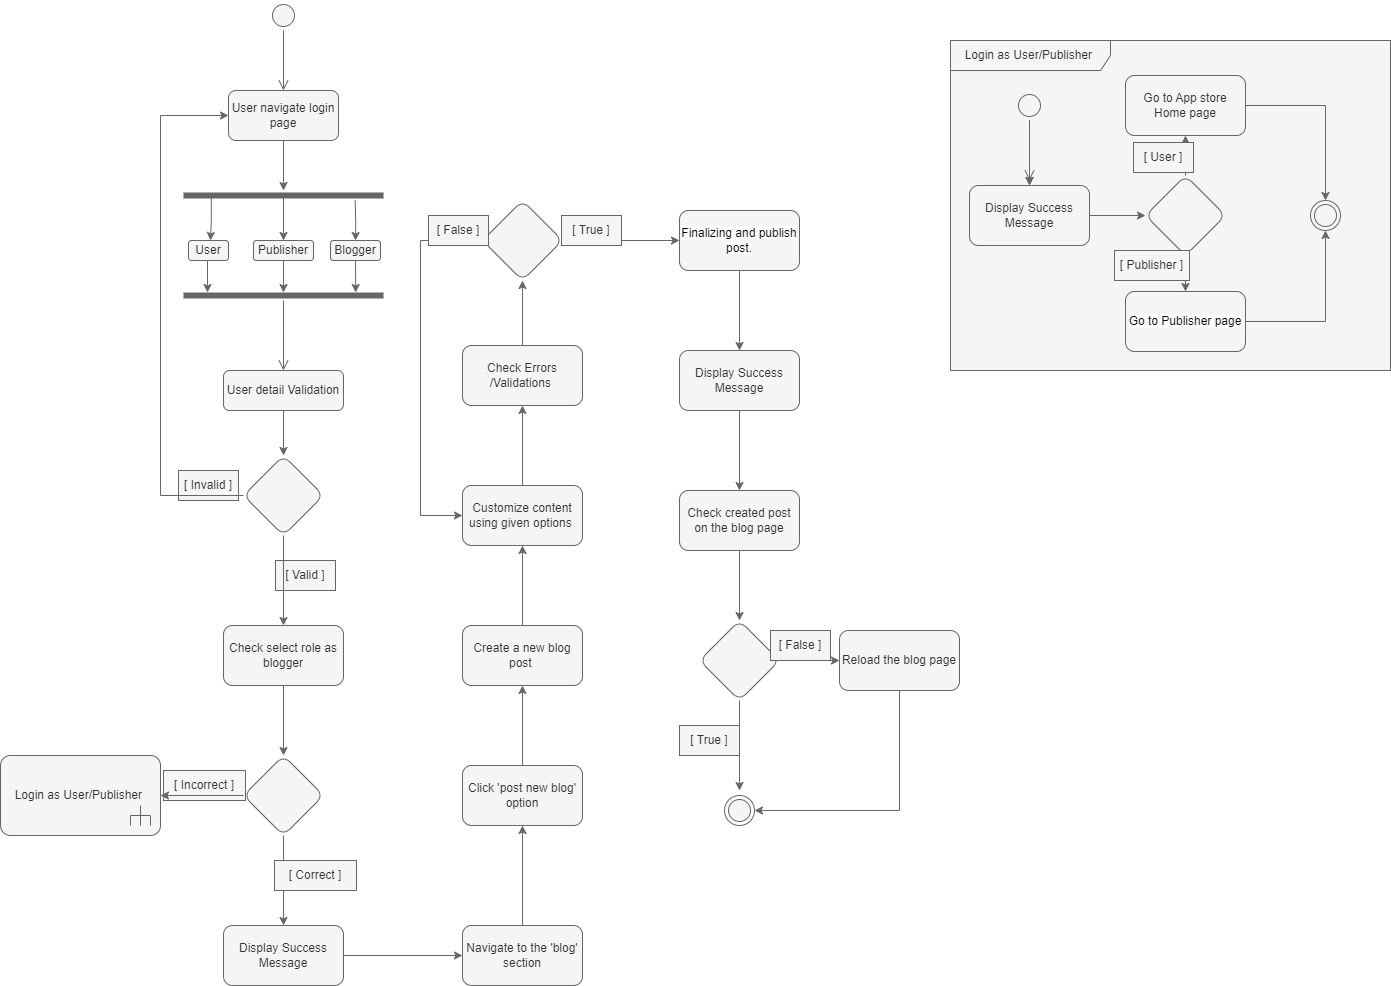 User navigate login
page
User
Publisher
Blogger
User detail Validation
[ Invalid ]
[ Valid ]
Check select role as
blogger
[ Incorrect ]
Login as User/Publisher
[ Correct ]
Display Success
Message
Navigate to the 'blog'
section
Click 'post new blog'
option
Create a new blog
post
Customize content
using given options
Check Errors
/Validations
[ False ]
[ True ]
Finalizing and publish
post.
Display Success
Message
Check created post
on the blog page
[ False ]
Reload the blog page
[ True ]
Login as User/Publisher
Display Success
Message
[ User ]
Go to App store
Home page
[ Publisher ]
Go to Publisher page